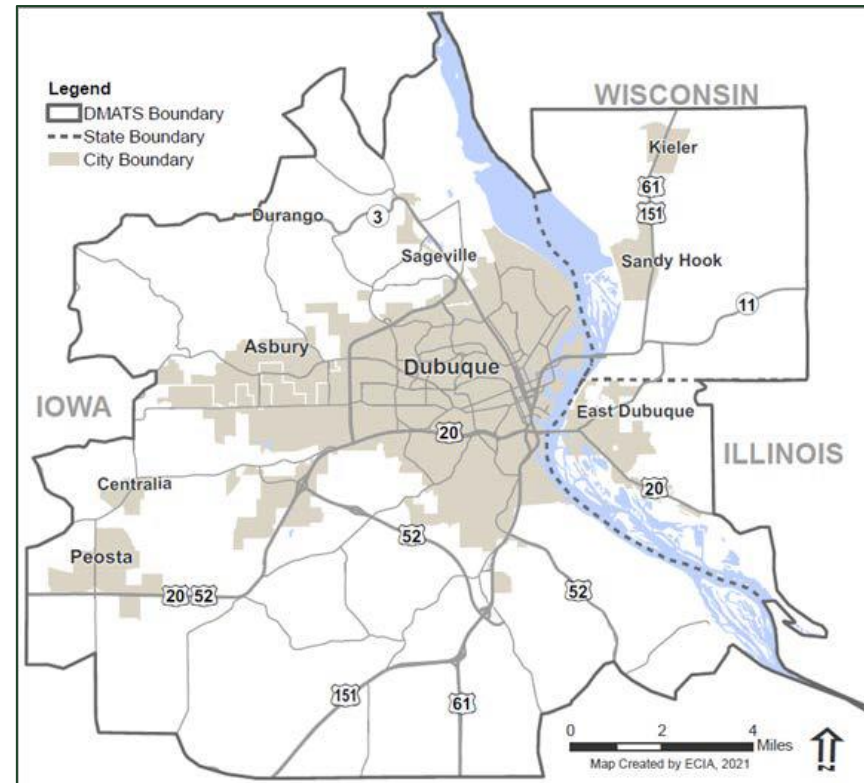 Legend
DMATS Boundary
State Boundary
City Boundary
WISCONSIN
Kieler
61
151
Durango
3
Sageville
Sandy Hook
11
Asbury
Dubuque
IOWA
East Dubuque
20
ILLINOIS
Centralia
20
52
Peosta
20 52
52
151
61
0 2 4
Miles
Map Created by ECIA, 2021
N